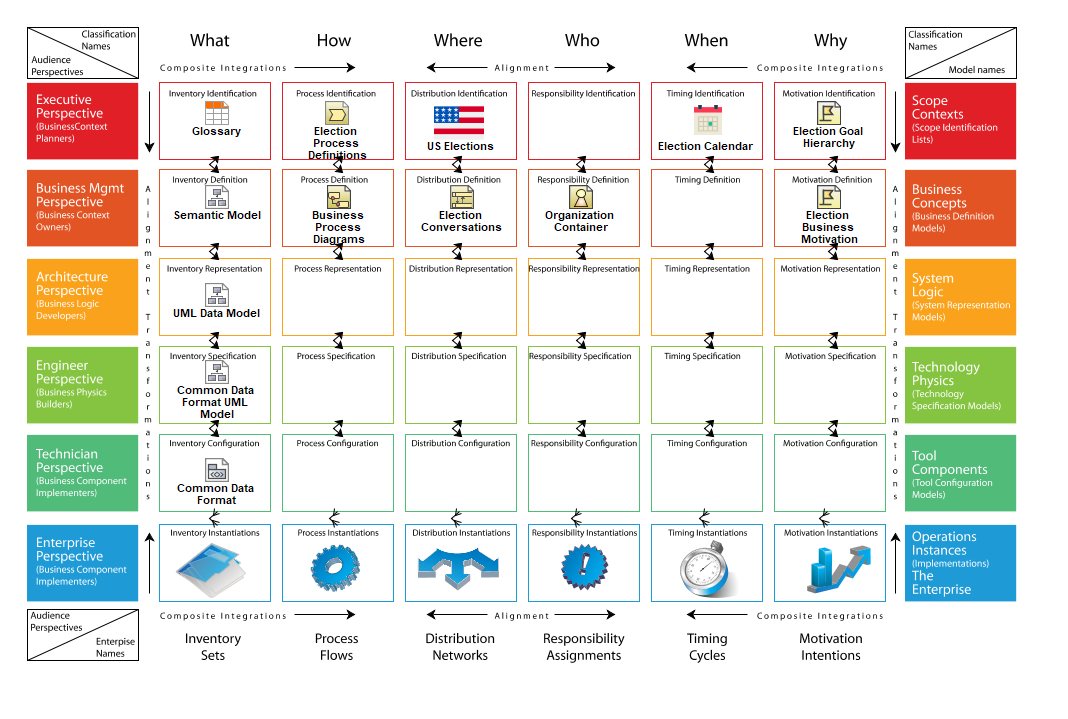 Classification
Names
Audience
Perspectives
What
How
Where
Who
When
Why
Classification
Names
Model names
Composite Integrations
Alignment
Composite Integrations
Executive
Perspective
(BusinessContext
Planners)
Inventory Identification
Glossary
Process Identification
Election
Process
Definitions
Distribution Identification
US Elections
Responsibility Identification
Timing Identification
Election Calendar
Motivation Identification
Election Goal
Hierarchy
Scope
Contexts
(Scope Identification
Lists)
Alignment Transformations
Business Mgmt
Perspective
(Business Context
Owners)
Inventory Definition
Semantic Model
Process Definition
Business
Process
Diagrams
Distribution Definition
Election
Conversations
Responsibility Definition
Organization
Container
Timing Definition
Motivation Definition
Election
Business
Motivation
Alignment Transformations
Business
Concepts
(Business Definition
Models)
Architecture
Perspective
(Business Logic
Developers)
Inventory Representation
UML Data Model
Process Representation
Distribution Representation
Responsibility Representation
Timing Representation
Motivation Representation
System
Logic
(System Representation
Models)
Engineer
Perspective
(Business Physics
Builders)
Inventory Specification
Common Data
Format UML
Model
Process Specification
Distribution Specification
Responsibility Specification
Timing Specification
Motivation Specification
Technology
Physics
(Technology
Specification Models)
Technician
Perspective
(Business Component
Implementers)
Inventory Configuration
Common Data
Format
Process Configuration
Distribution Configuration
Responsibility Configuration
Timing Configuration
Motivation Configuration
Tool
Components
(Tool Configuration
Models)
Enterprise
Perspective
(Business Component
Implementers)
Inventory Instantiations
Process Instantiations
Distribution Instantiations
Responsibility Instantiations
Timing Instantiations
Motivation Instantiations
Operations
Instances
(Implementations)
The
Enterprise
Audience
Perspectives
Enterpise
Names
Composite Integrations
Alignment
Composite Integrations
Inventory
Sets
Process
Flows
Distribution
Networks
Responsibility
Assignments
Timing
Cycles
Motivation
Intentions